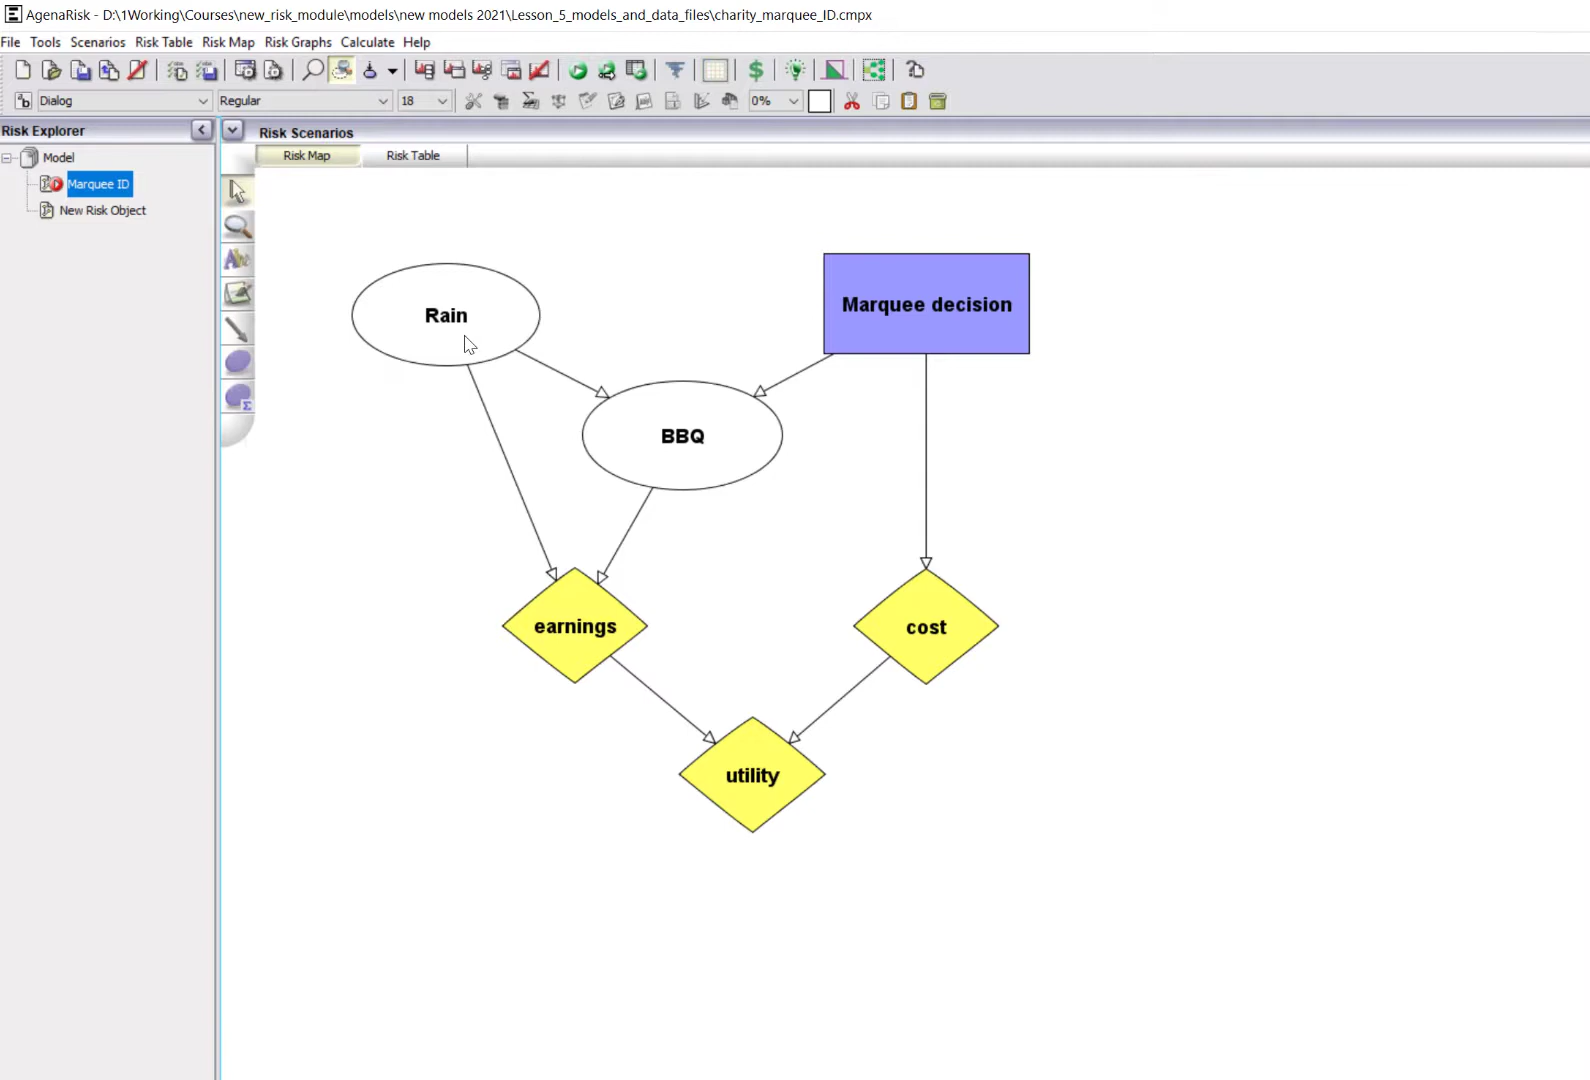 AgenaRisk - D:\1Working\Courses\new_risk_module\models\new models 2021\Lesson_5_models_and_data_files\charity_marquee_ID.cmpx
File Tools Scenarios Risk Table Risk Map Risk Graphs Calculate Help
$
ab Dialog Regular 18 0%
Risk Explorer Risk Scenarios
Risk Map Risk Table
Model
Marquee ID
New Risk Object
Abc
Σ
Rain
Marquee decision
BBQ
earnings
cost
utility